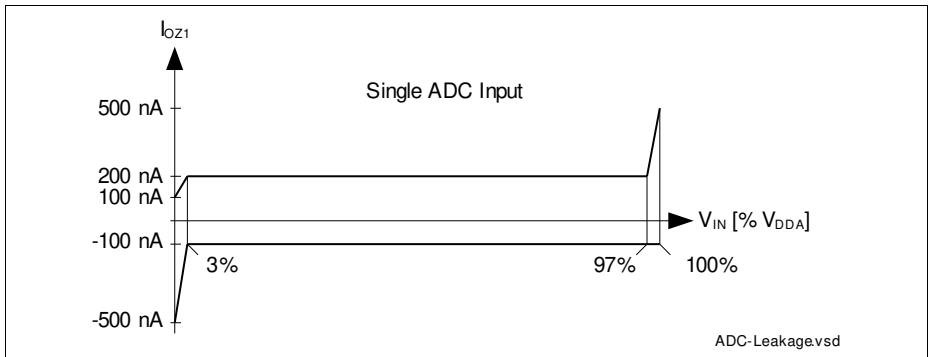 I_OZ1
Single ADC Input
500 nA
200 nA
100 nA
V_IN [% V_DDA]
-100 nA
3%
97%
100%
-500 nA
ADC-Leakage.vsd